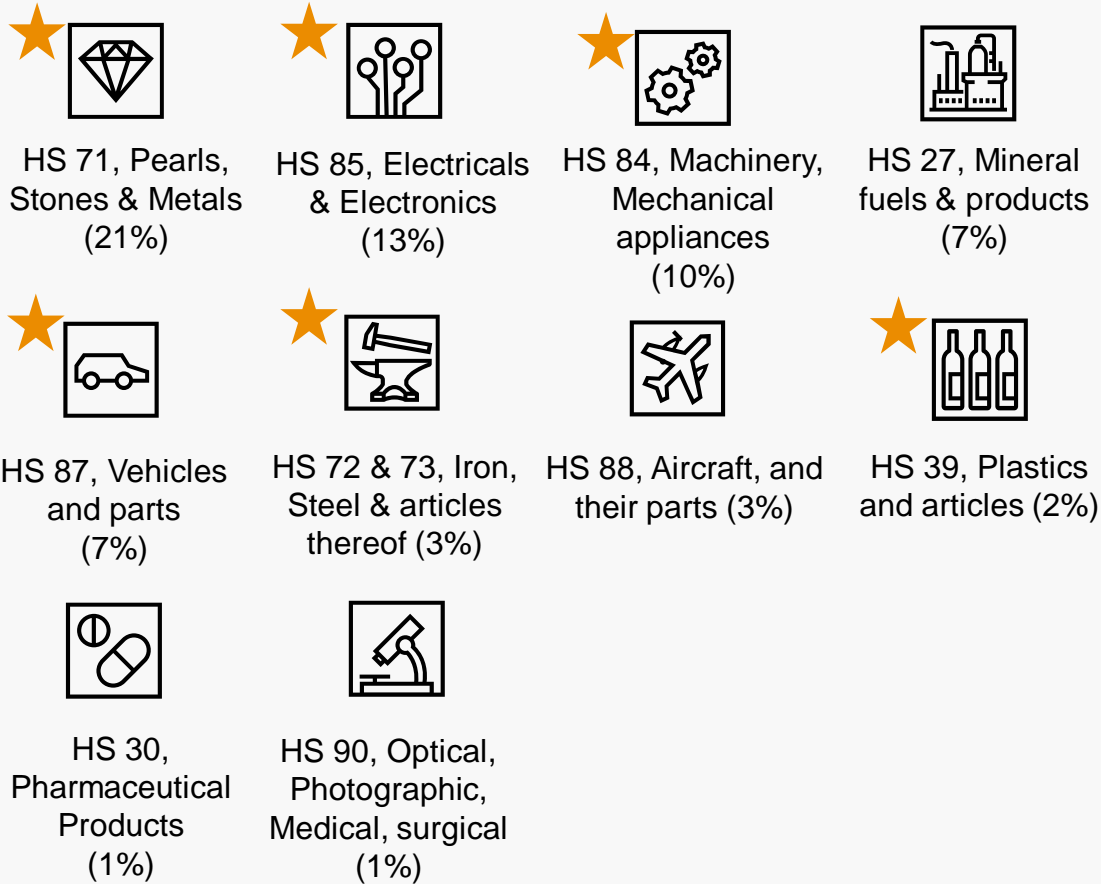 HS 71, Pearls,
Stones & Metals
(21%)
HS 85, Electricals
& Electronics
(13%)
HS 84, Machinery,
Mechanical
appliances
(10%)
HS 27, Mineral
fuels & products
(7%)
HS 87, Vehicles
and parts
(7%)
HS 72 & 73, Iron,
Steel & articles
thereof (3%)
HS 88, Aircraft, and
their parts (3%)
HS 39, Plastics
and articles (2%)
HS 30,
Pharmaceutical
Products
(1%)
HS 90, Optical,
Photographic,
Medical, surgical
(1%)